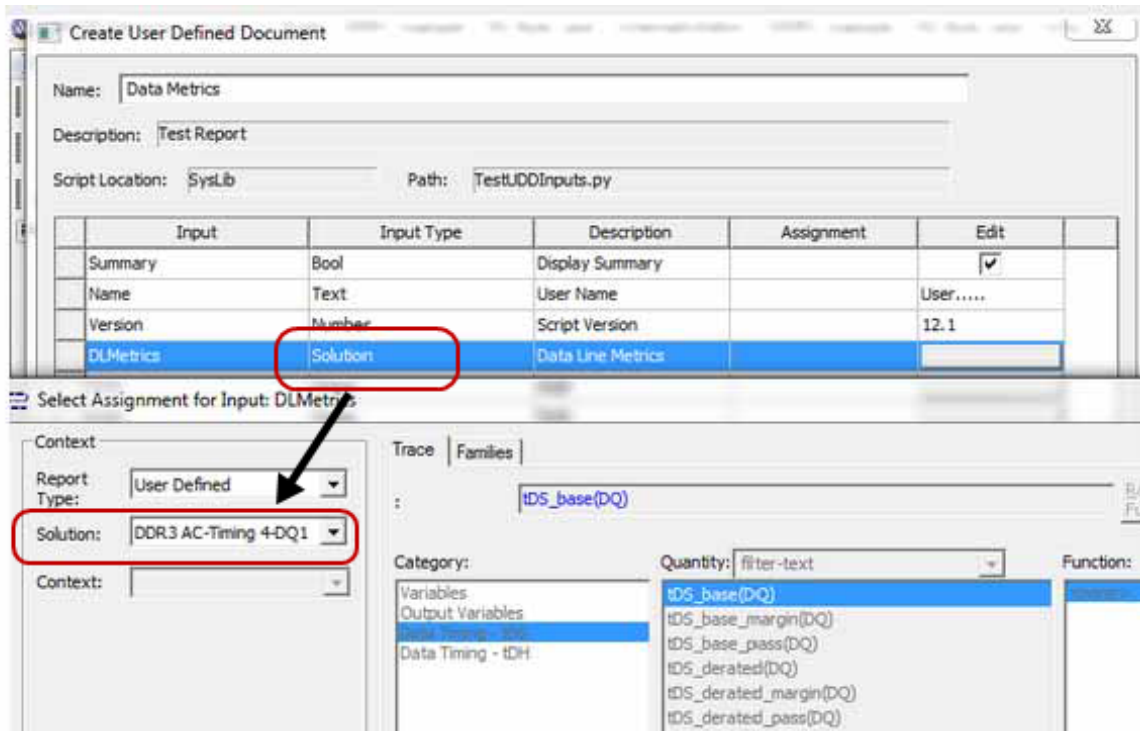 Create User Defined Document
Name: Data Metrics
Description: Test Report
Script Location: SysLib Path: TestUDDInputs.py
Input Input Type Description Assignment Edit
Summary Bool Display Summary
Name Text User Name User.....
Version Number Script Version 12.1
DLMetrics Solution Data Line Metrics
Select Assignment for Input: DLMetrics
Context
Trace Families
Report Type: User Defined
: tDS_base(DQ)
Solution: DDR3 AC-Timing 4-DQ1
Context:
Category: Quantity: filter-text Function:
Variables
Output Variables
Data Timing - tDH
tDS_base(DQ)
tDS_base_margin(DQ)
tDS_base_pass(DQ)
tDS_derated(DQ)
tDS_derated_margin(DQ)
tDS_derated_pass(DQ)